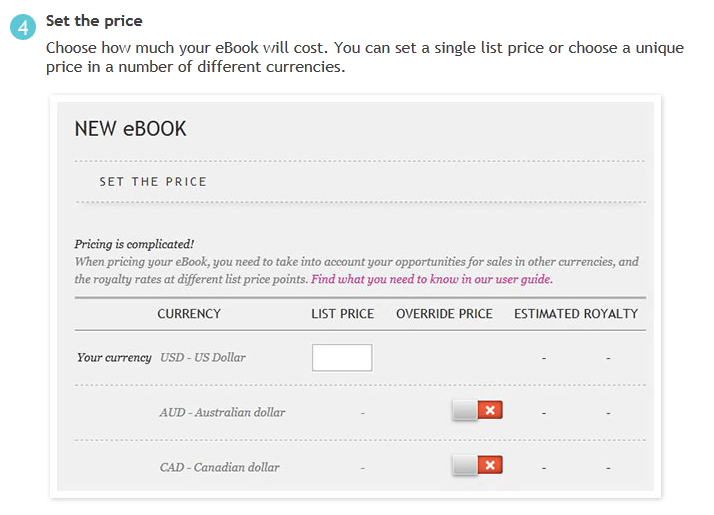 4 Set the price
Choose how much your eBook will cost. You can set a single list price or choose a unique
price in a number of different currencies.
NEW eBOOK
SET THE PRICE
Pricing is complicated!
When pricing your eBook, you need to take into account your opportunities for sales in other currencies, and
the royalty rates at different list price points. Find what you need to know in our user guide.
CURRENCY LIST PRICE OVERRIDE PRICE ESTIMATED ROYALTY
Your currency USD - US Dollar - -
AUD - Australian dollar - - -
CAD - Canadian dollar - - -